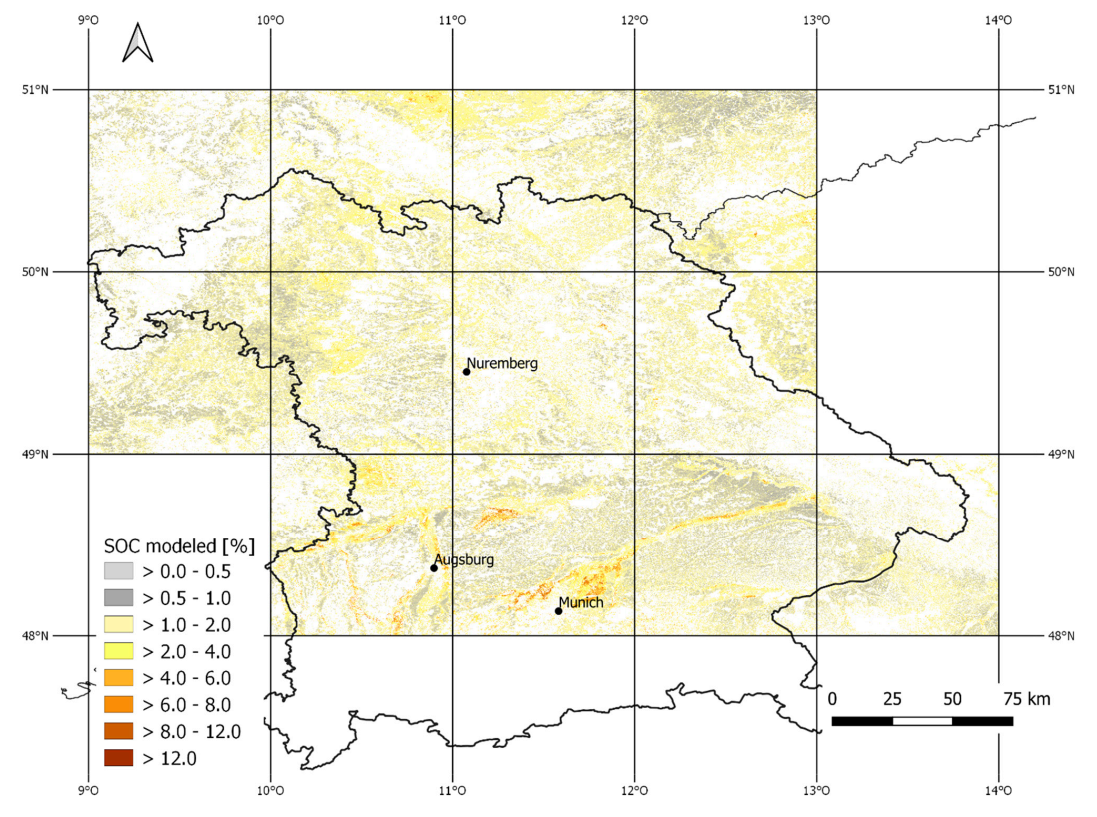 9°O 10°O 11°O 12°O 13°O 14°O
51°N 51°N
50°N 50°N
Nuremberg
49°N 49°N
SOC modeled [%]
> 0.0 - 0.5
> 0.5 - 1.0
> 1.0 - 2.0
> 2.0 - 4.0
> 4.0 - 6.0
> 6.0 - 8.0
> 8.0 - 12.0
> 12.0
Augsburg
Munich
48°N 48°N
0 25 50 75 km
9°O 10°O 11°O 12°O 13°O 14°O